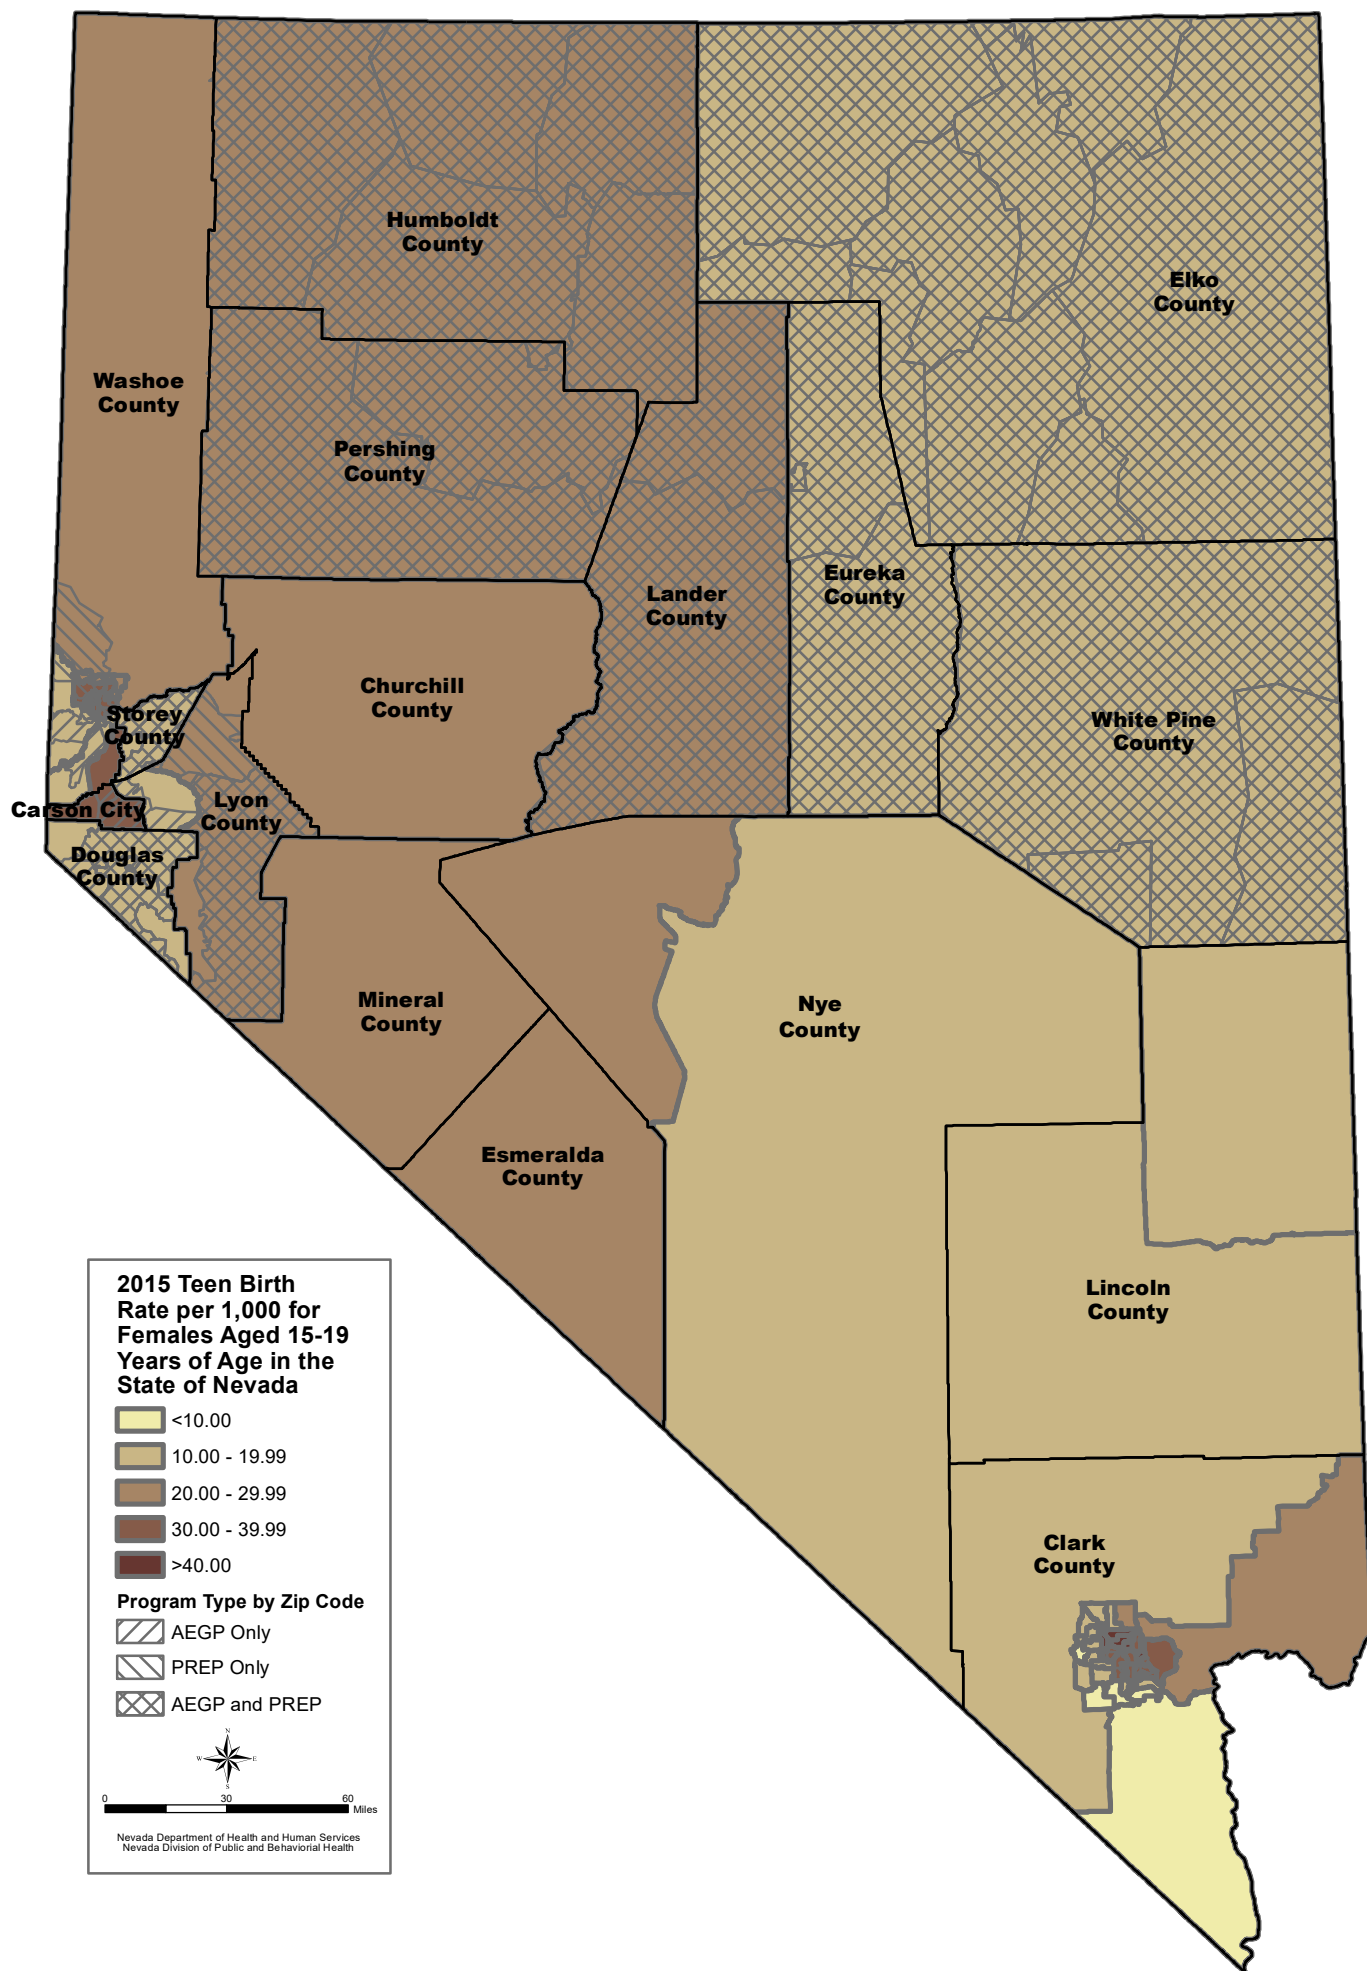 Humboldt
County
Elko
County
Washoe
County
Pershing
County
Eureka
County
Lander
County
Churchill
County
Storey
County
White Pine
County
Carson City
Lyon
County
Douglas
County
Mineral
County
Nye
County
Esmeralda
County
Lincoln
County
Clark
County
2015 Teen Birth
Rate per 1,000 for
Females Aged 15-19
Years of Age in the
State of Nevada
<10.00
10.00 - 19.99
20.00 - 29.99
30.00 - 39.99
>40.00
Program Type by Zip Code
AEGP Only
PREP Only
AEGP and PREP
N
W E
S
0 30 60
Miles
Nevada Department of Health and Human Services
Nevada Division of Public and Behaviorial Health